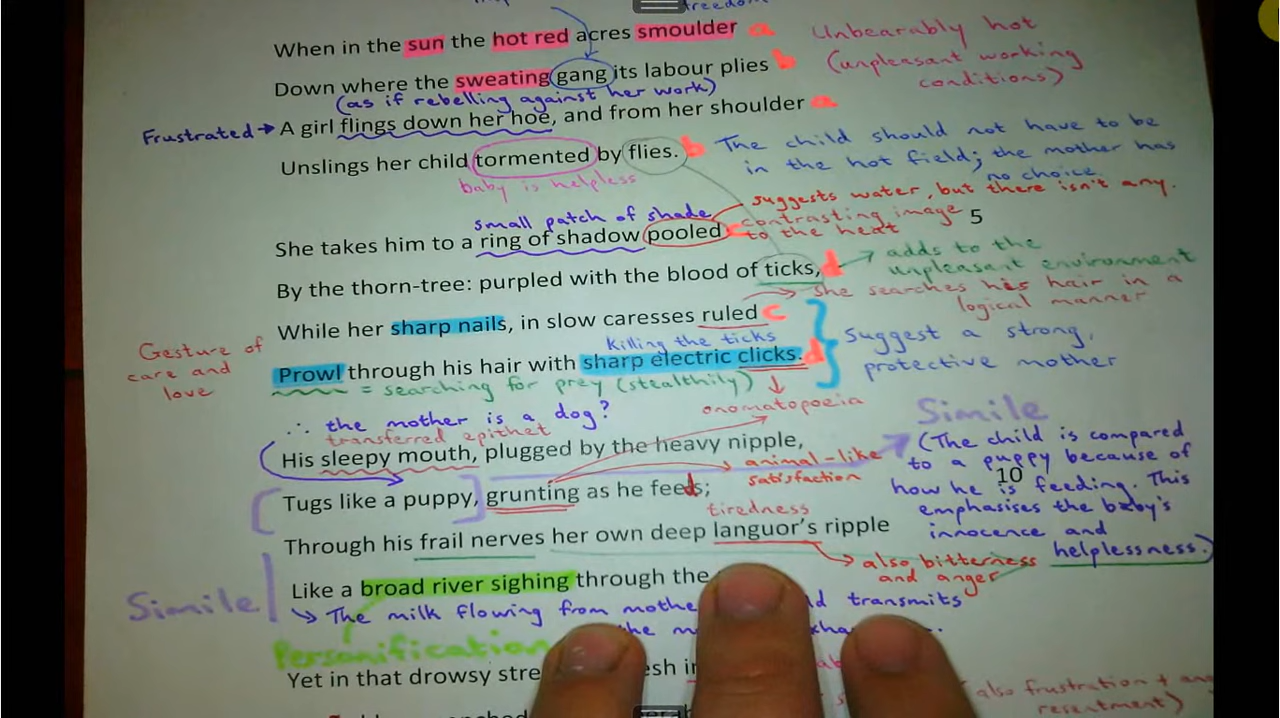 freedom
When in the sun the hot red acres smoulder a Unbearably hot
Down where the sweating gang its labour plies b (unpleasant working
conditions)
(as if rebelling against her work)
Frustrated → A girl flings down her hoe, and from her shoulder a
Unslings her child tormented by flies. b The child should not have to be
in the hot field; the mother has
no choice.
baby is helpless
suggests water, but there isn't any.
small patch of shade contrasting image 5
She takes him to a ring of shadow pooled c to the heat
By the thorn-tree: purpled with the blood of ticks, d → adds to the
unpleasant environment
she searches his hair in a
logical manner
While her sharp nails, in slow caresses ruled c
Gesture of
care and
love
killing the ticks
Suggest a strong,
protective mother
Prowl through his hair with sharp electric clicks. d
= searching for prey (stealthily)
onomatopoeia
∴ the mother is a dog?
transferred epithet
Simile
His sleepy mouth, plugged by the heavy nipple,
(The child is compared
to a puppy because of
animal-like
satisfaction
10
how he is feeding. This
Tugs like a puppy, grunting as he feeds; d
emphasises the baby's
innocence and
helplessness.)
tiredness
Through his frail nerves her own deep languor's ripple
also bitterness
and anger
Like a broad river sighing through the
Simile
↳ The milk flowing from transmits
the
Personification
Yet in that drowsy
(also frustration +
resentment)